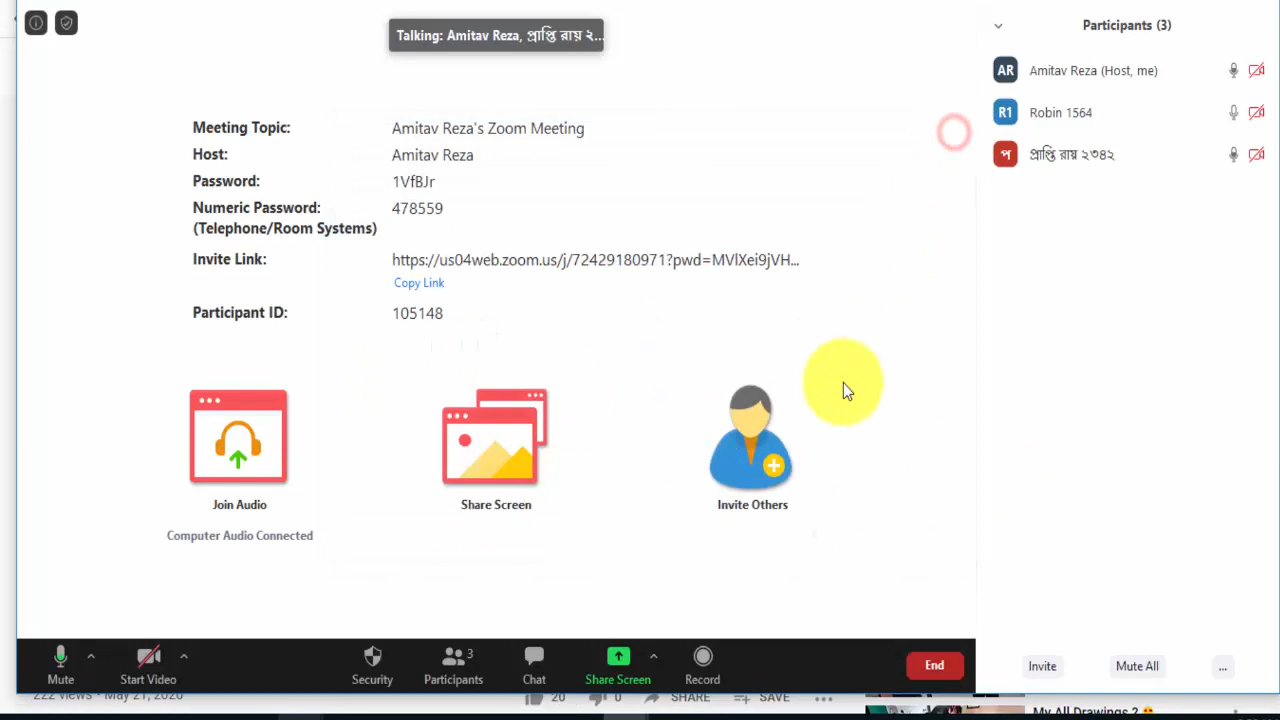 Talking: Amitav Reza, প্রাপ্তি রায় ২...
Participants (3)
AR Amitav Reza (Host, me)
R1 Robin 1564
প প্রাপ্তি রায় ২৩৪২
Meeting Topic: Amitav Reza's Zoom Meeting
Host: Amitav Reza
Password: 1VfBJr
Numeric Password: 478559
(Telephone/Room Systems)
Invite Link: https://us04web.zoom.us/j/72429180971?pwd=MVlXei9jVH...
Copy Link
Participant ID: 105148
Join Audio
Share Screen
Invite Others
Computer Audio Connected
Mute
Start Video
Security
3
Participants
Chat
Share Screen
Record
End
Invite
Mute All
...
222 views • May 21, 2020
20
0
SHARE
SAVE
My All Drawings 2